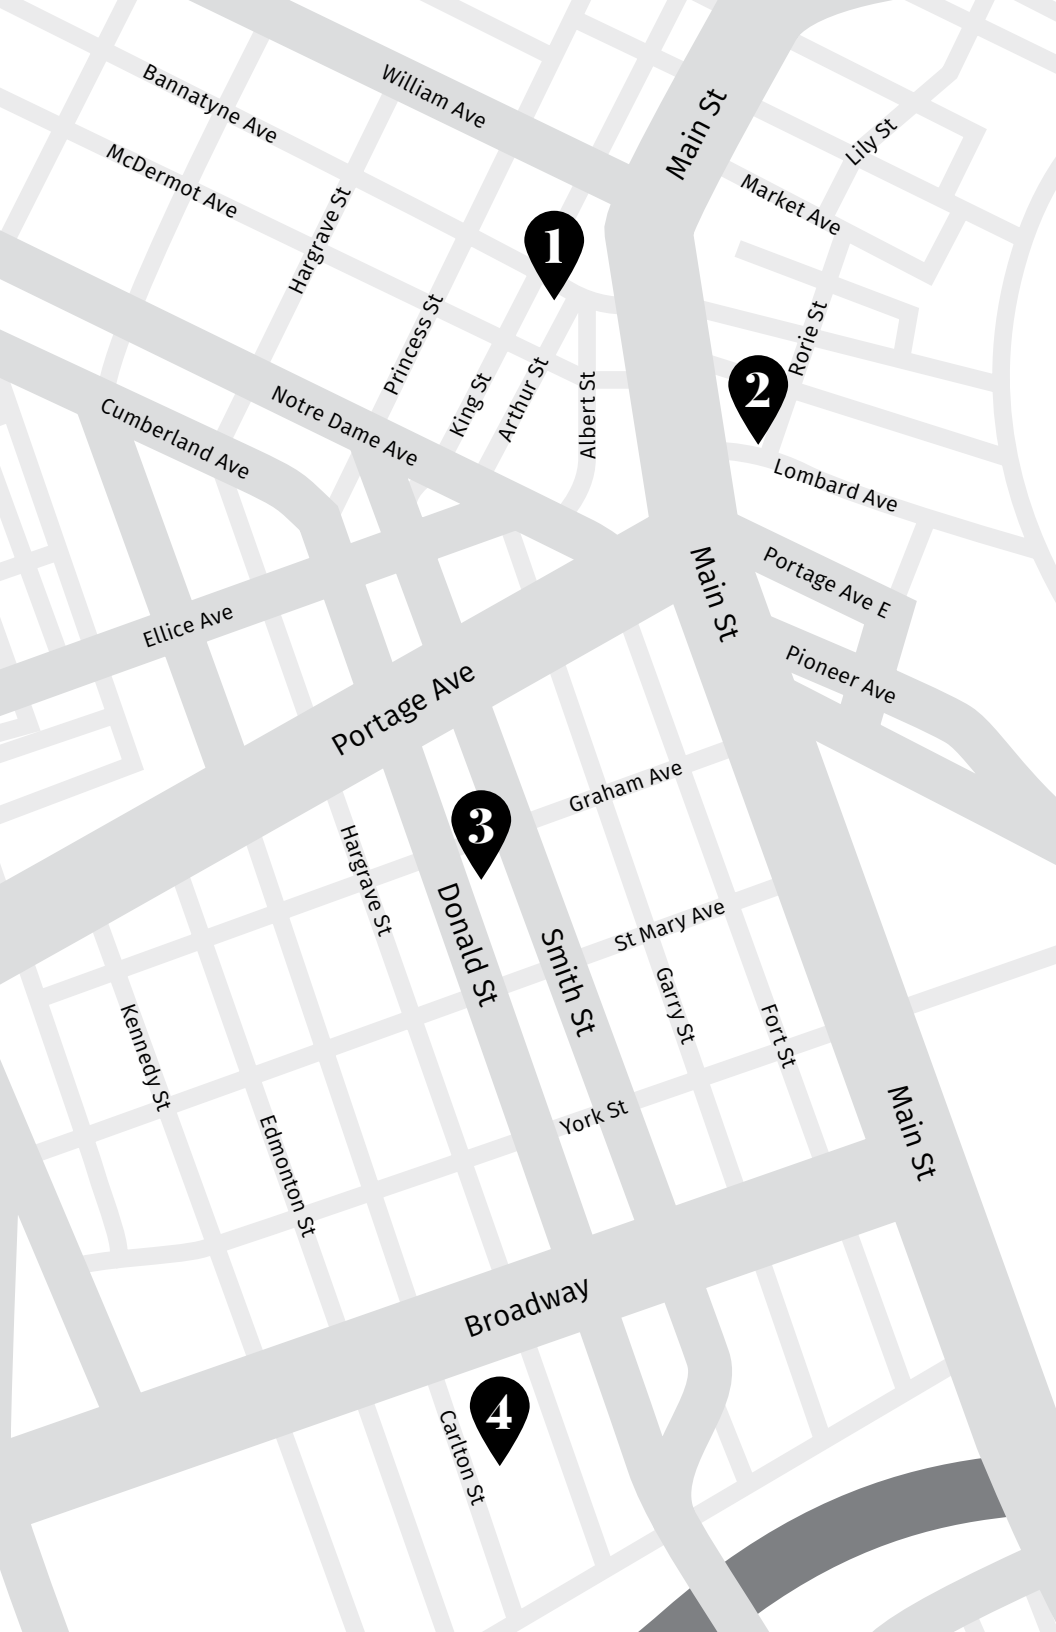 William Ave
Bannatyne Ave
Main St
Lily St
McDermot Ave
Market Ave
Hargrave St
1
Princess St
Rorie St
King St
Arthur St
Albert St
2
Notre Dame Ave
Cumberland Ave
Lombard Ave
Main St
Portage Ave E
Ellice Ave
Pioneer Ave
Portage Ave
Graham Ave
3
Hargrave St
Donald St
Smith St
St Mary Ave
Garry St
Fort St
Kennedy St
York St
Main St
Edmonton St
Broadway
4
Carlton St